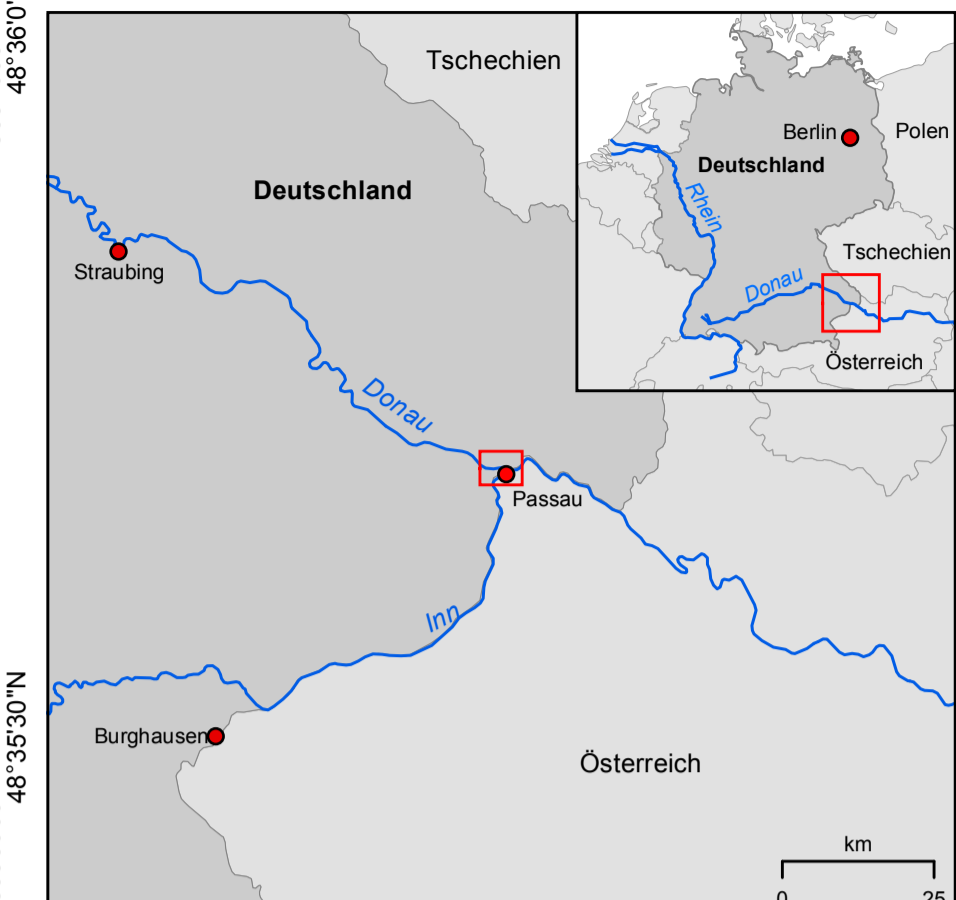 48°36'0"
Tschechien
Deutschland
Straubing
Donau
Passau
Inn
Burghausen
Österreich
48°35'30"N
km
0
25
Berlin
Polen
Deutschland
Rhein
Tschechien
Donau
Österreich